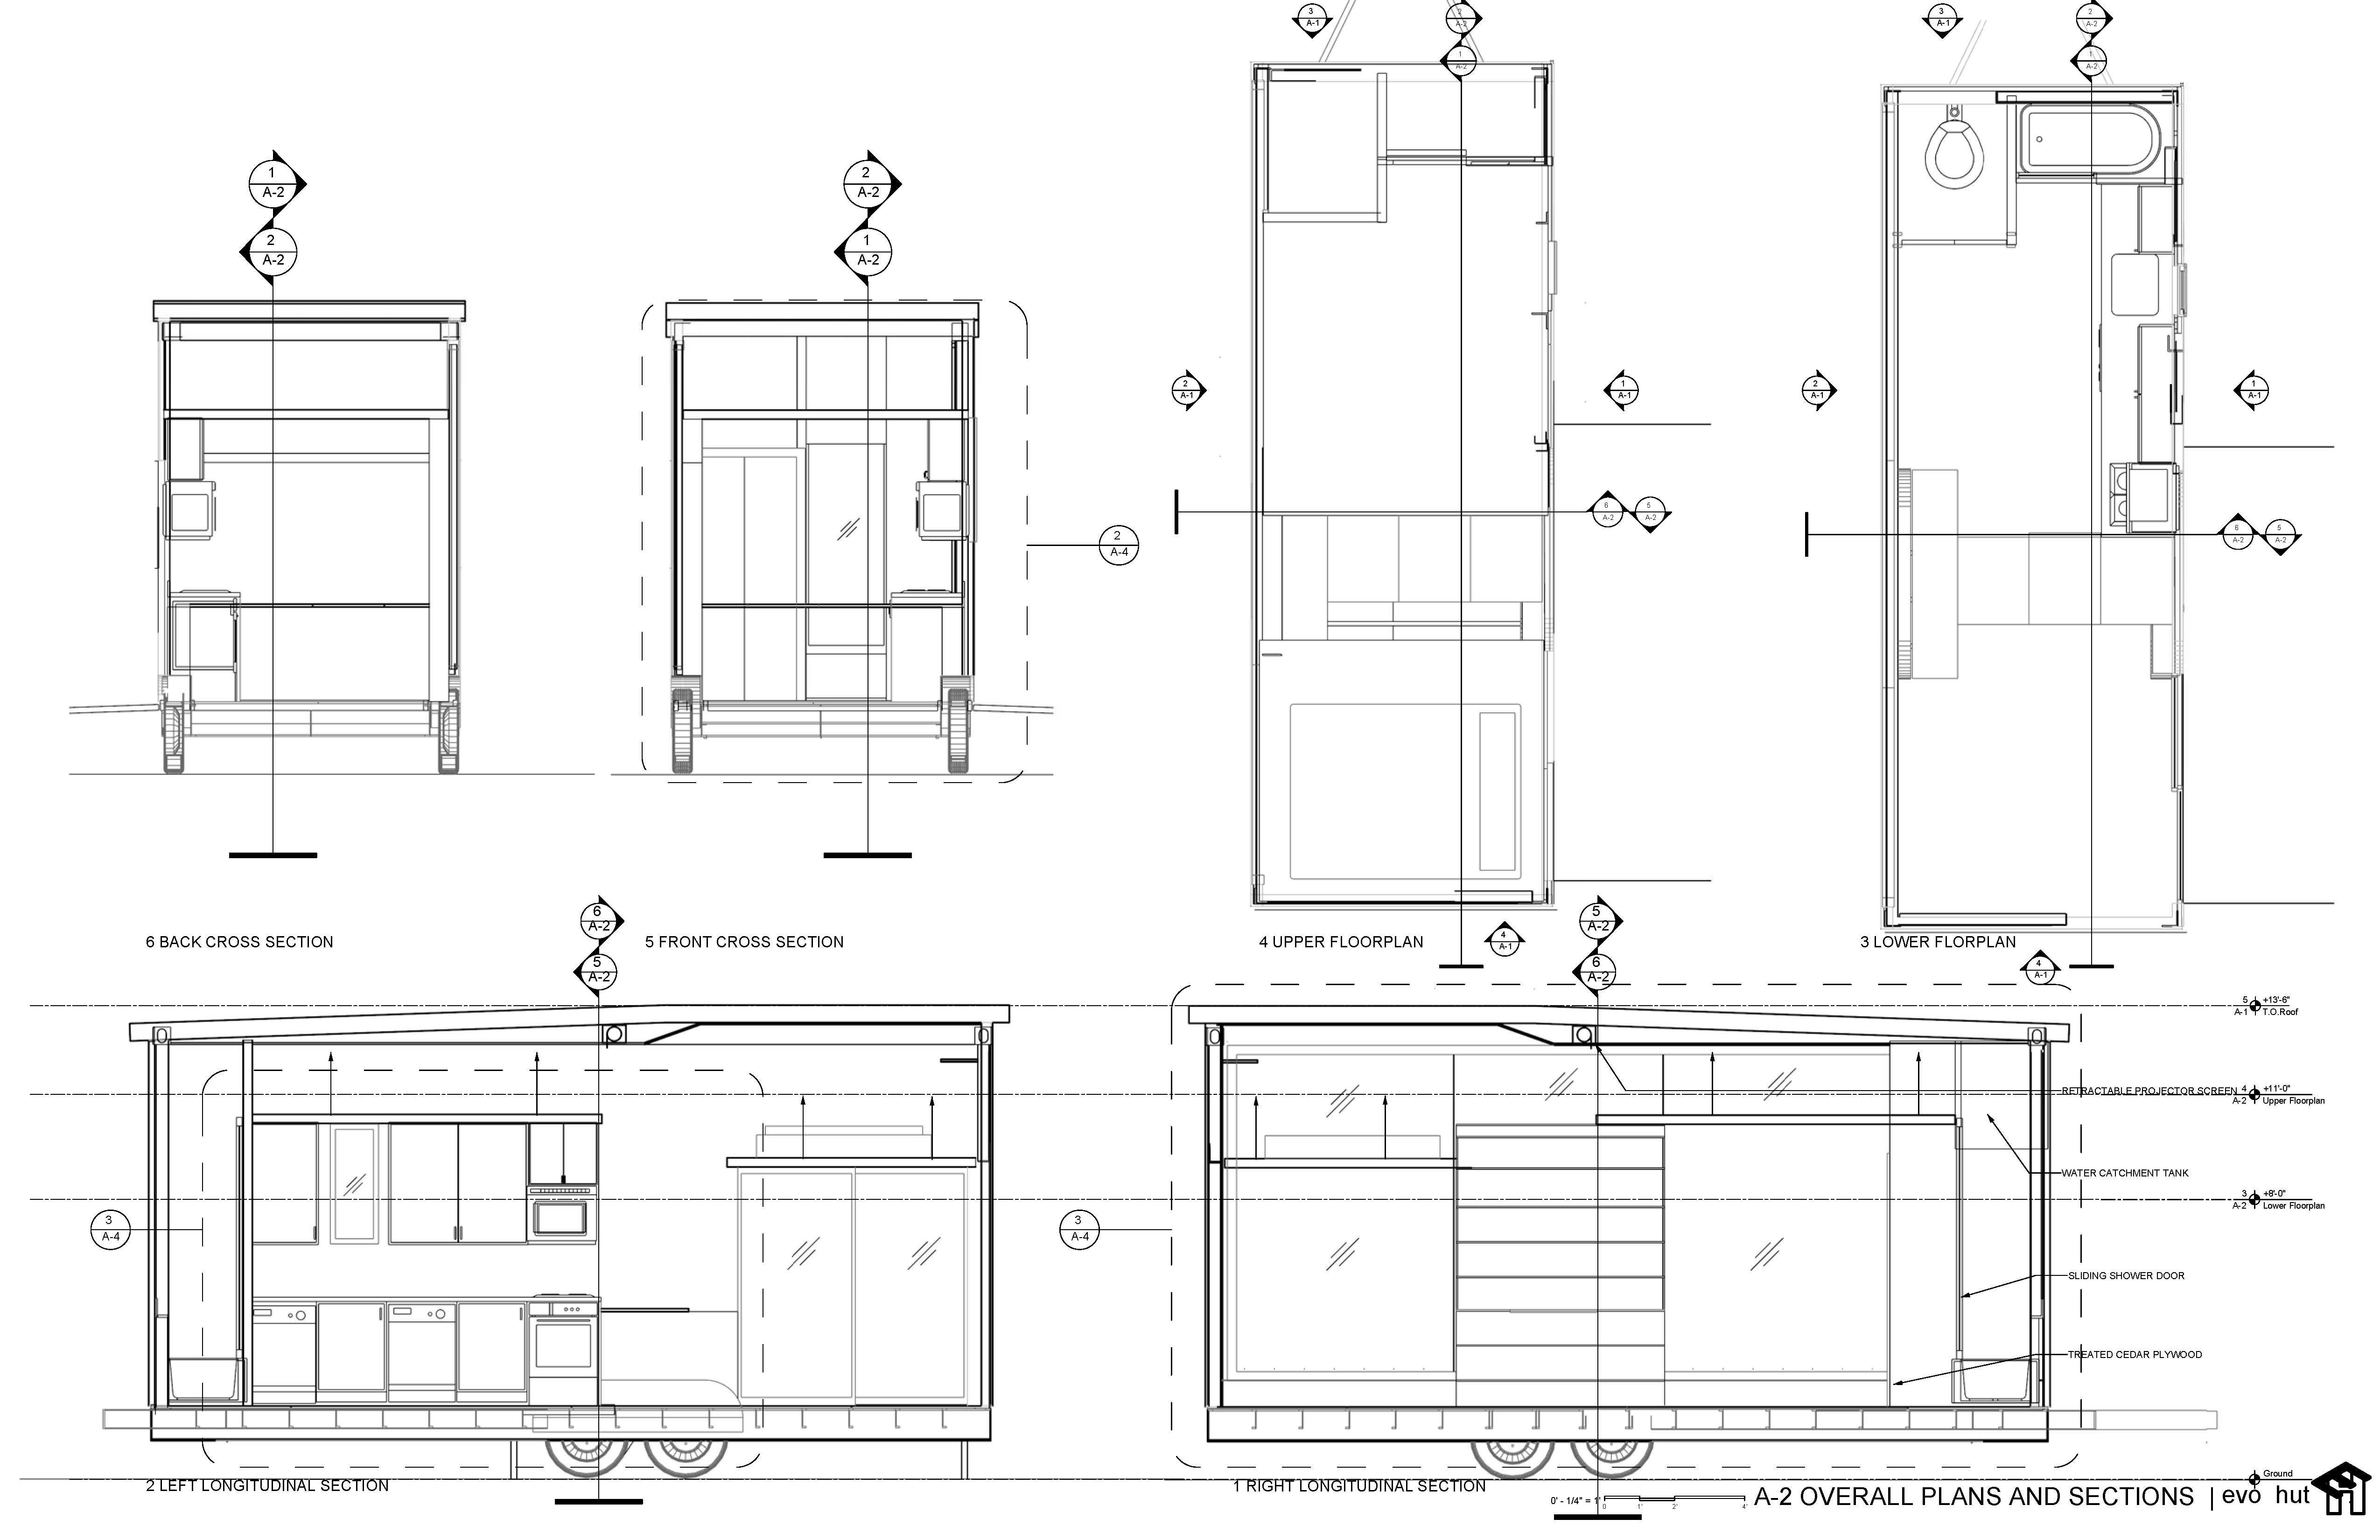 3
A-1
2
A-2
1
A-2
3
A-1
2
A-2
1
A-2
1
A-2
2
A-2
2
A-2
1
A-2
2
A-1
1
A-1
2
A-1
1
A-1
6
A-2
5
A-2
6
A-2
5
A-2
2
A-4
6 BACK CROSS SECTION
5 FRONT CROSS SECTION
4 UPPER FLOORPLAN
3 LOWER FLORPLAN
6
A-2
5
A-2
5
A-2
6
A-2
4
A-1
4
A-1
5
A-1
+13'-6"
T.O.Roof
RETRACTABLE PROJECTOR SCREEN
4
A-2
+11'-0"
Upper Floorplan
WATER CATCHMENT TANK
3
A-2
+8'-0"
Lower Floorplan
3
A-4
3
A-4
SLIDING SHOWER DOOR
TREATED CEDAR PLYWOOD
Ground
2 LEFT LONGITUDINAL SECTION
1 RIGHT LONGITUDINAL SECTION
0' - 1/4" = 1'
0 1' 2' 4'
A-2 OVERALL PLANS AND SECTIONS | evo hut